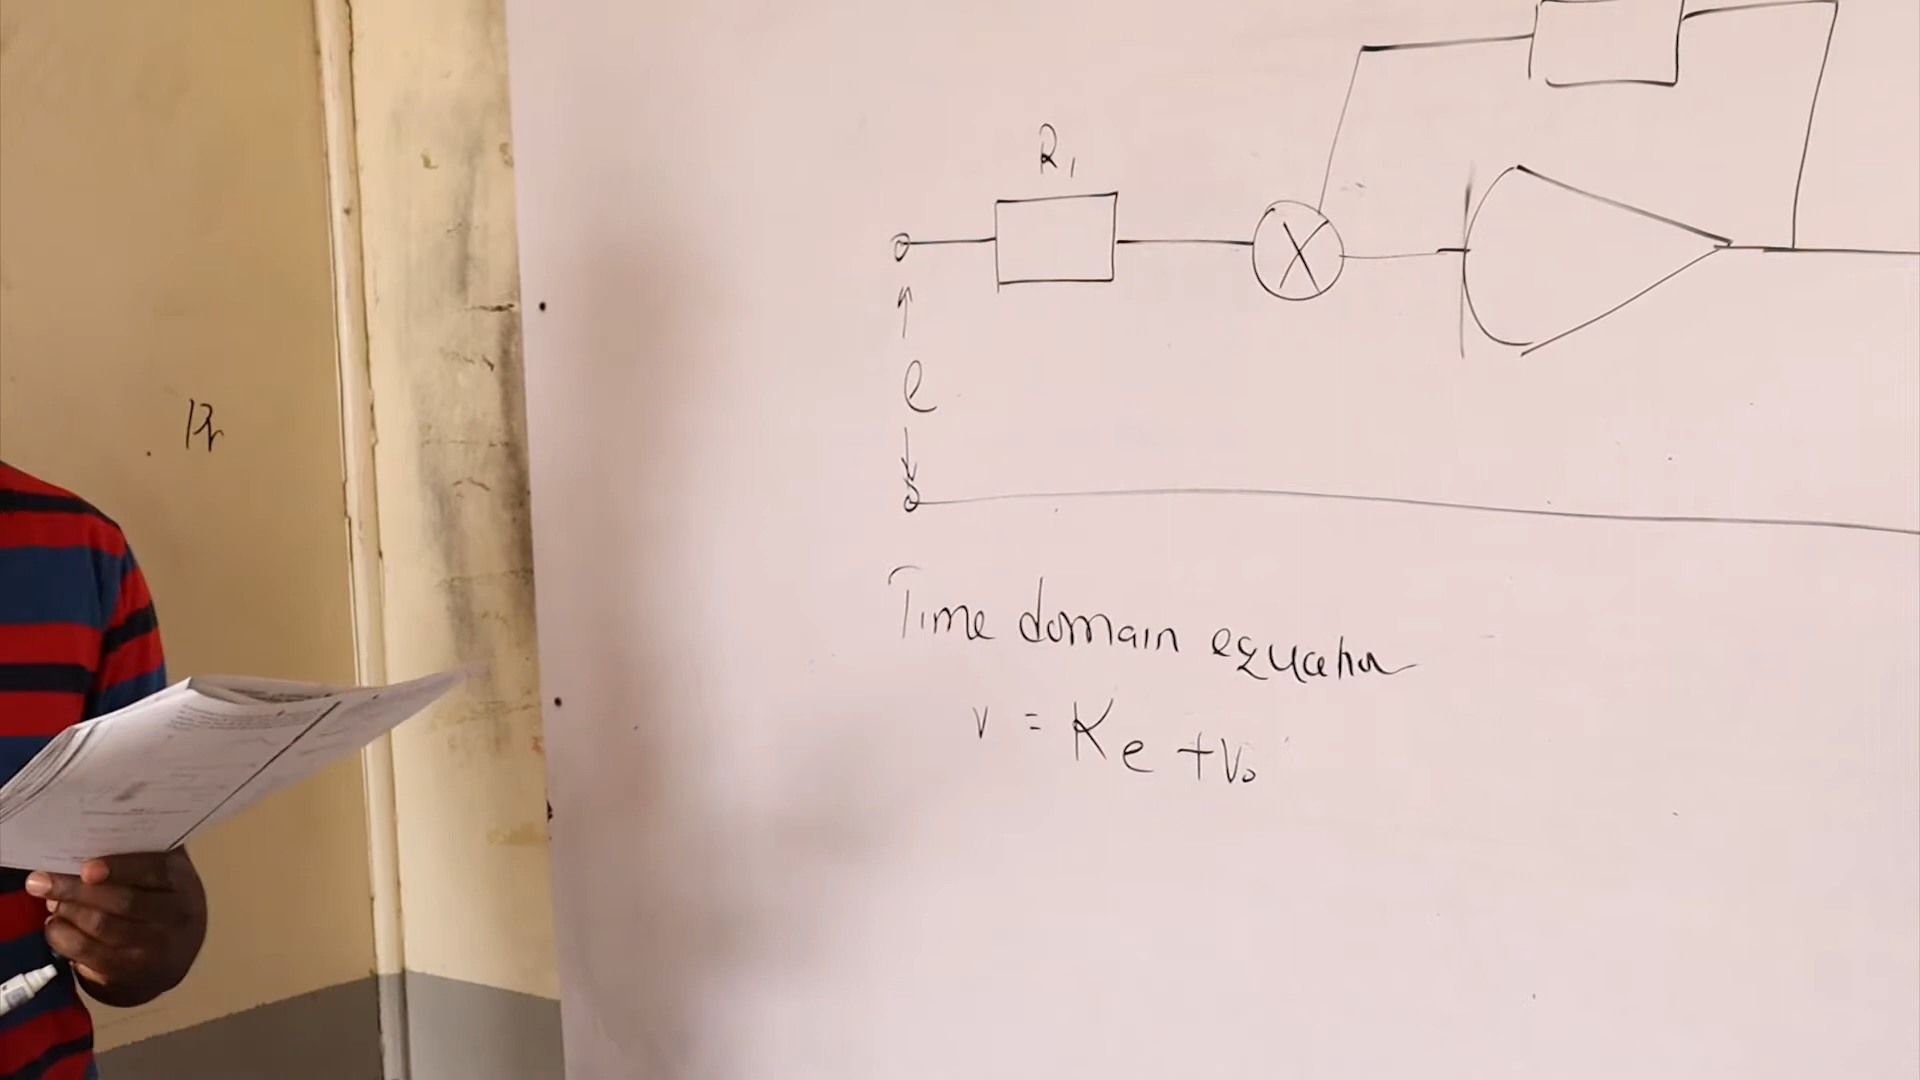 R1
e
Time domain equation
v = Ke + V0